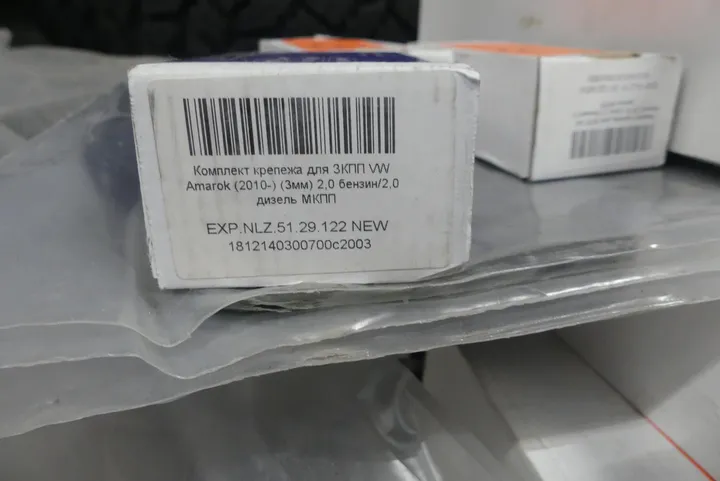 Комплект крепежа для ЗКПП VW
Amarok (2010-) (3мм) 2,0 бензин/2,0
дизель МКПП
EXP.NLZ.51.29.122 NEW
1812140300700c2003